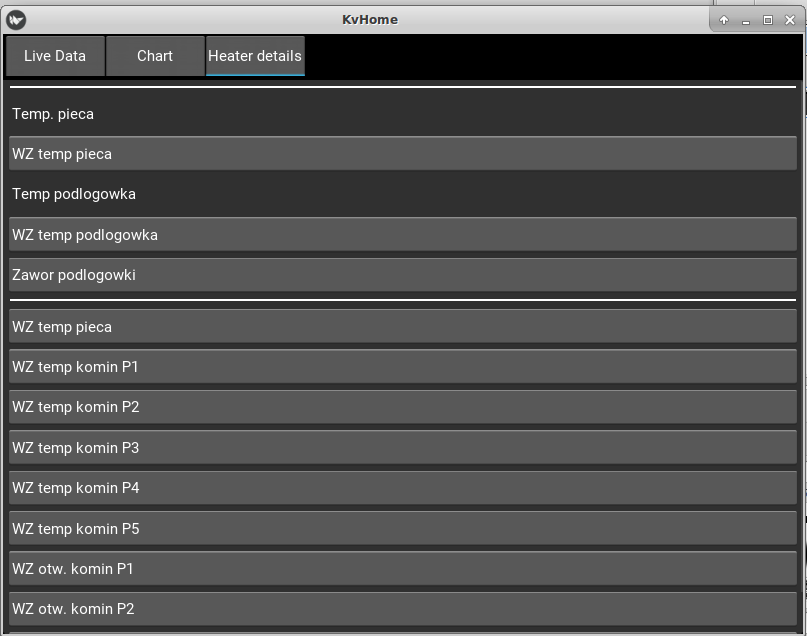 KvHome
Live Data
Chart
Heater details
Temp. pieca
WZ temp pieca
Temp podlogowka
WZ temp podlogowka
Zawor podlogowki
WZ temp pieca
WZ temp komin P1
WZ temp komin P2
WZ temp komin P3
WZ temp komin P4
WZ temp komin P5
WZ otw. komin P1
WZ otw. komin P2